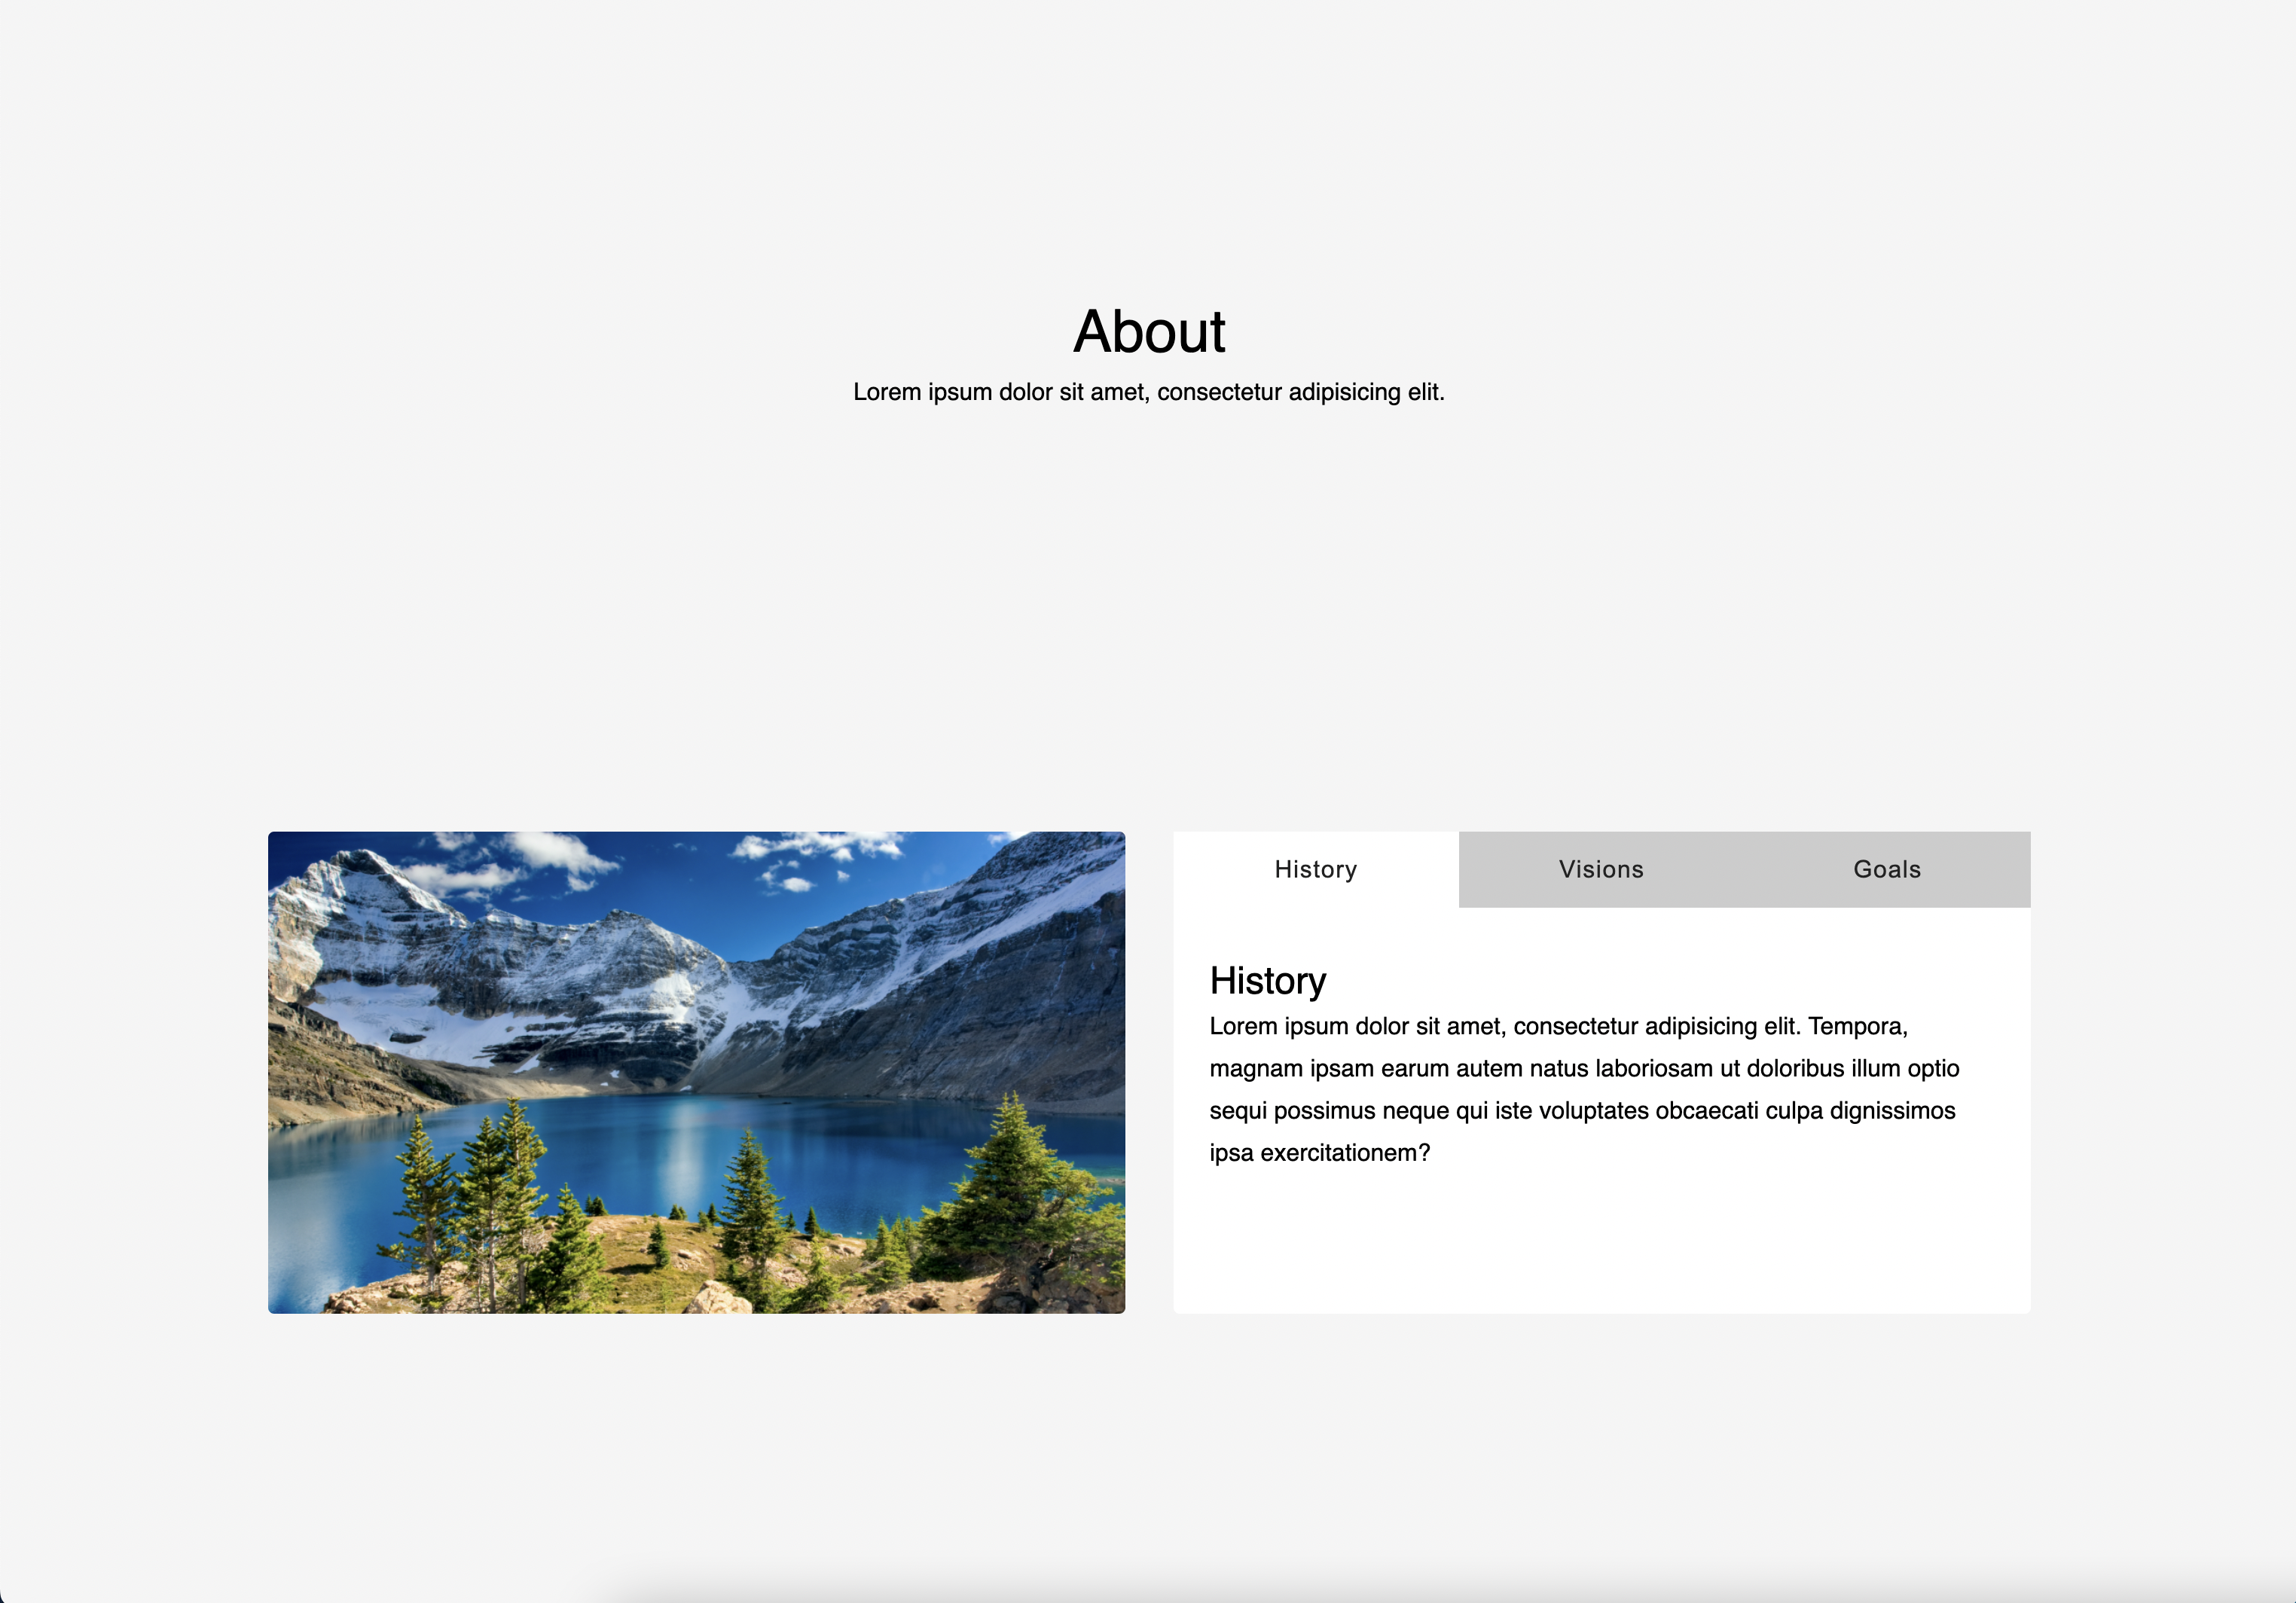 About
Lorem ipsum dolor sit amet, consectetur adipisicing elit.
History
Visions
Goals
History
Lorem ipsum dolor sit amet, consectetur adipisicing elit. Tempora,
magnam ipsam earum autem natus laboriosam ut doloribus illum optio
sequi possimus neque qui iste voluptates obcaecati culpa dignissimos
ipsa exercitationem?